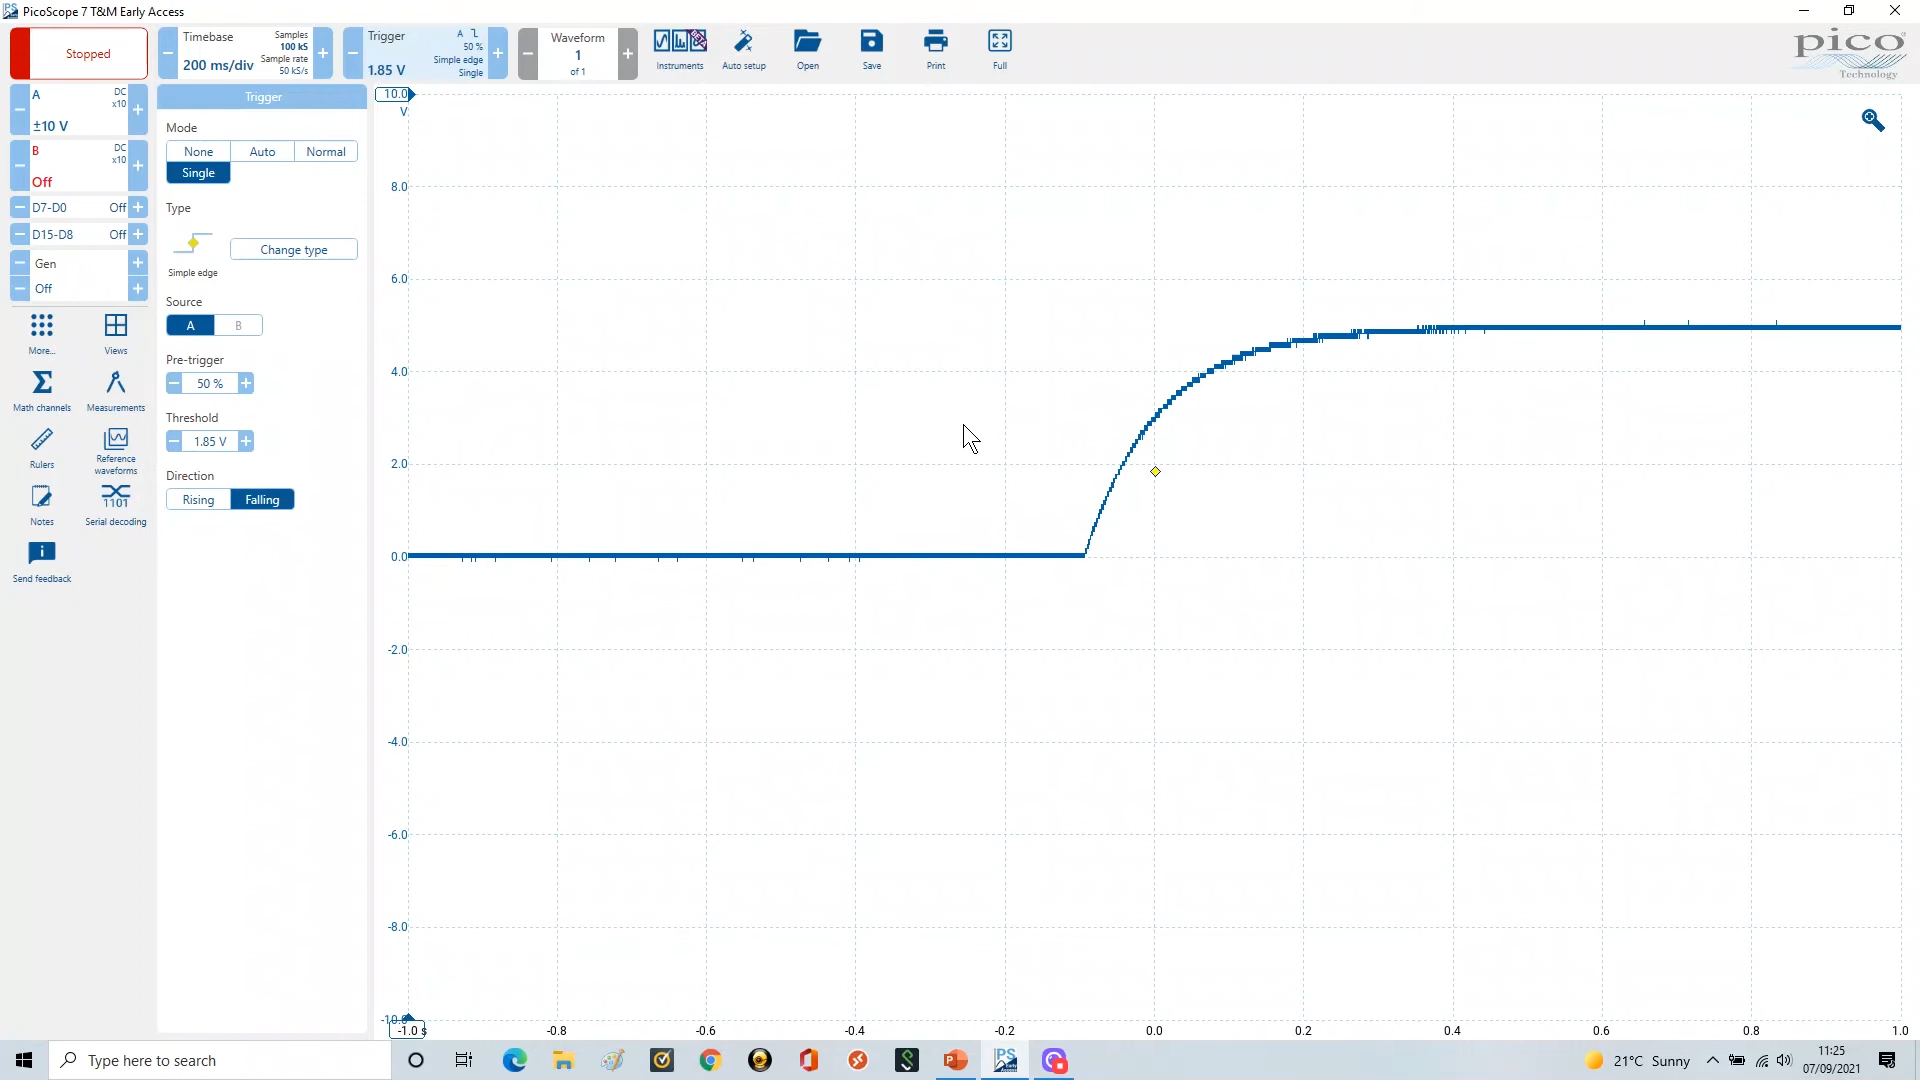 PicoScope 7 T&M Early Access
Stopped
Timebase
200 ms/div
Samples
100 kS
Sample rate
50 kS/s
Trigger
1.85 V
A
50 %
Simple edge
Single
Waveform
1
of 1
Instruments
Auto setup
Open
Save
Print
Full
pico
Technology
A
DC
x10
±10 V
B
DC
x10
Off
D7-D0 Off
D15-D8 Off
Gen
Off
More...
Views
Math channels
Measurements
Rulers
Reference
waveforms
Notes
1101
Serial decoding
Send feedback
Trigger
Mode
None Auto Normal
Single
Type
Change type
Simple edge
Source
A B
Pre-trigger
50 %
Threshold
1.85 V
Direction
Rising Falling
10.0
V
8.0
6.0
4.0
2.0
0.0
-2.0
-4.0
-6.0
-8.0
-10.0
-1.0 s -0.8 -0.6 -0.4 -0.2 0.0 0.2 0.4 0.6 0.8 1.0
Type here to search
21°C Sunny
11:25
07/09/2021